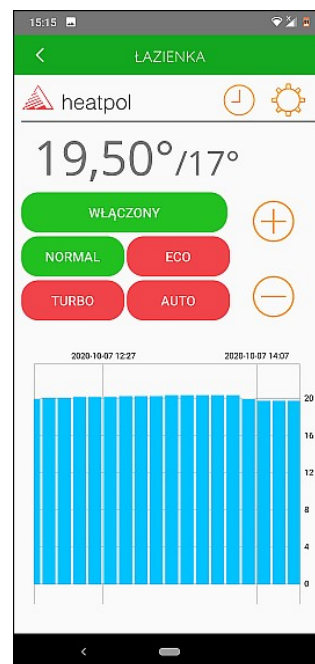 15:15
ŁAZIENKA
heatpol
19,50°/17°
WŁĄCZONY
NORMAL ECO
TURBO AUTO
2020-10-07 12:27 2020-10-07 14:07
20
16
12
8
4
0